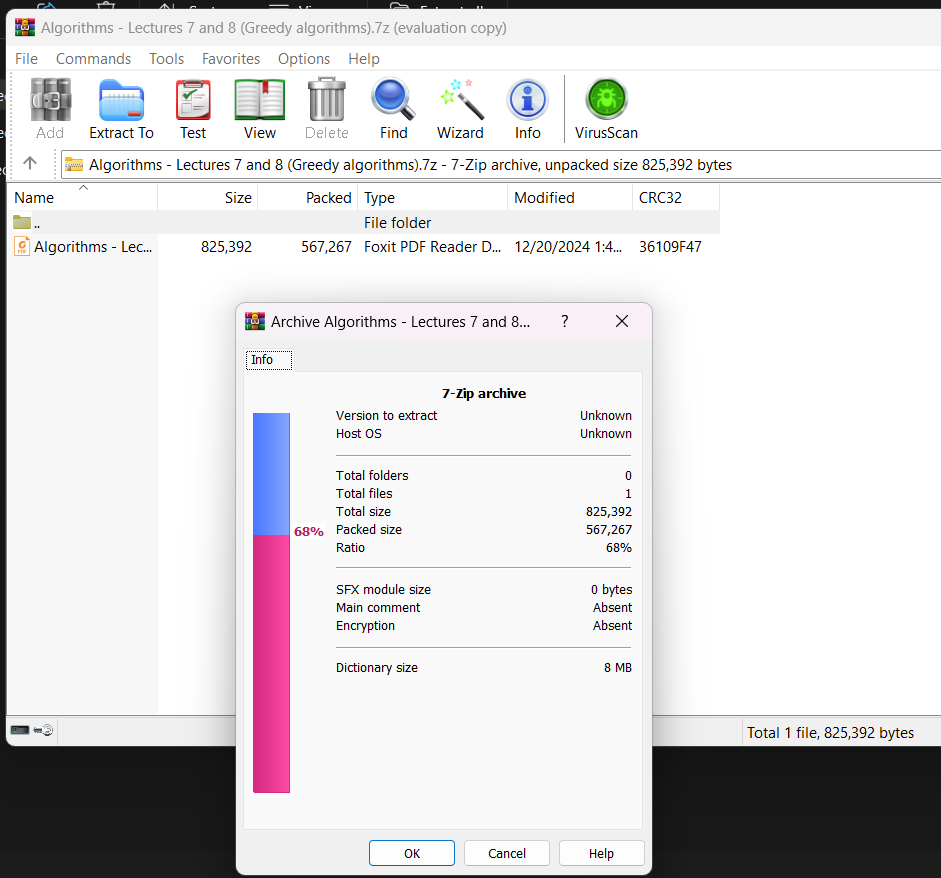 Algorithms - Lectures 7 and 8 (Greedy algorithms).7z (evaluation copy)
File Commands Tools Favorites Options Help
Add Extract To Test View Delete Find Wizard Info VirusScan
Algorithms - Lectures 7 and 8 (Greedy algorithms).7z - 7-Zip archive, unpacked size 825,392 bytes
Name Size Packed Type Modified CRC32
.. File folder
Algorithms - Lec... 825,392 567,267 Foxit PDF Reader D... 12/20/2024 1:4... 36109F47
Archive Algorithms - Lectures 7 and 8... ?
Info
7-Zip archive
Version to extract Unknown
Host OS Unknown
Total folders 0
Total files 1
Total size 825,392
68% Packed size 567,267
Ratio 68%
SFX module size 0 bytes
Main comment Absent
Encryption Absent
Dictionary size 8 MB
Total 1 file, 825,392 bytes
OK Cancel Help